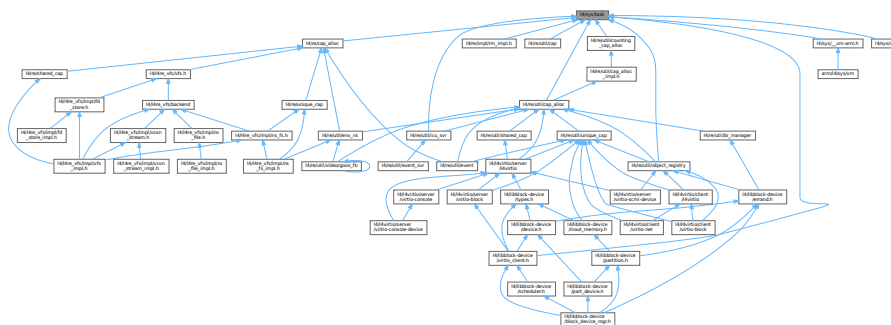 l4/sys/task
l4/re/cap_alloc
l4/re/impl/rm_impl.h
l4/re/util/cap
l4/re/util/counting
_cap_alloc
l4/sys/__vm-arm.h
l4/re/shared_cap
l4/l4re_vfs/vfs.h
l4/re/util/cap_alloc
_impl.h
arm/l4/sys/vm
l4/l4re_vfs/impl/fd
_store.h
l4/l4re_vfs/backend
l4/re/unique_cap
l4/re/util/cap_alloc
l4/l4re_vfs/impl/fd
_store_impl.h
l4/l4re_vfs/impl/vcon
_stream.h
l4/l4re_vfs/impl/ro
_file.h
l4/l4re_vfs/impl/ns_fs.h
l4/re/util/env_ns
l4/re/util/icu_svr
l4/re/util/shared_cap
l4/re/util/unique_cap
l4/re/util/br_manager
l4/l4re_vfs/impl/vfs
_impl.h
l4/l4re_vfs/impl/vcon
_stream_impl.h
l4/l4re_vfs/impl/ro
_file_impl.h
l4/l4re_vfs/impl/ns
_fs_impl.h
l4/re/util/video/goos_fb
l4/re/util/event_svr
l4/re/util/event
l4/l4virtio/server
/l4virtio
l4/re/util/object_registry
l4/l4virtio/server
/virtio-console
l4/l4virtio/server
/virtio-block
l4/libblock-device
/types.h
l4/l4virtio/server
/virtio-scmi-device
l4/l4virtio/client
/l4virtio
l4/libblock-device
/errand.h
l4/l4virtio/server
/virtio-console-device
l4/libblock-device
/device.h
l4/libblock-device
/inout_memory.h
l4/l4virtio/client
/virtio-net
l4/l4virtio/client
/virtio-block
l4/libblock-device
/virtio_client.h
l4/libblock-device
/partition.h
l4/libblock-device
/scheduler.h
l4/libblock-device
/part_device.h
l4/libblock-device
/block_device_mgr.h